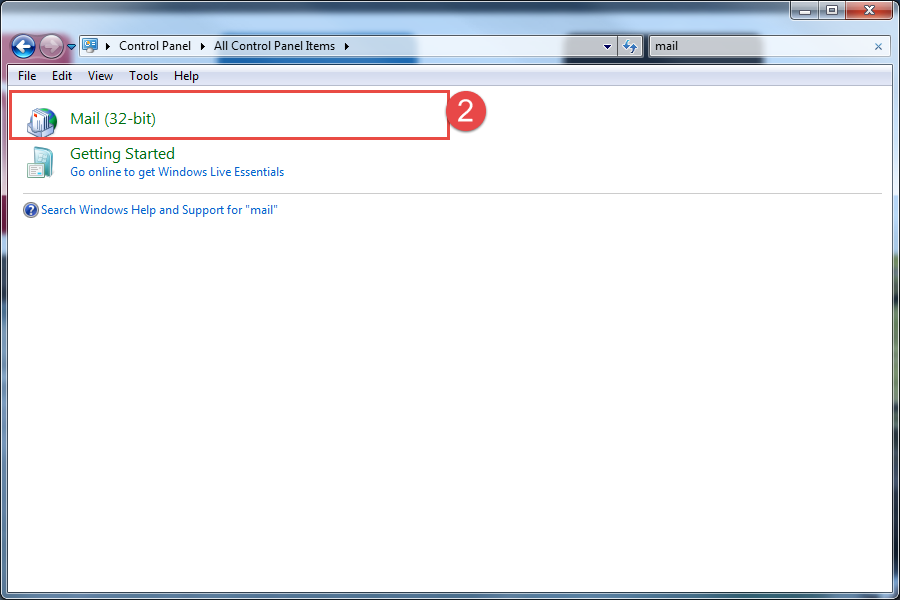 Control Panel All Control Panel Items mail
File Edit View Tools Help
Mail (32-bit)
2
Getting Started
Go online to get Windows Live Essentials
Search Windows Help and Support for "mail"